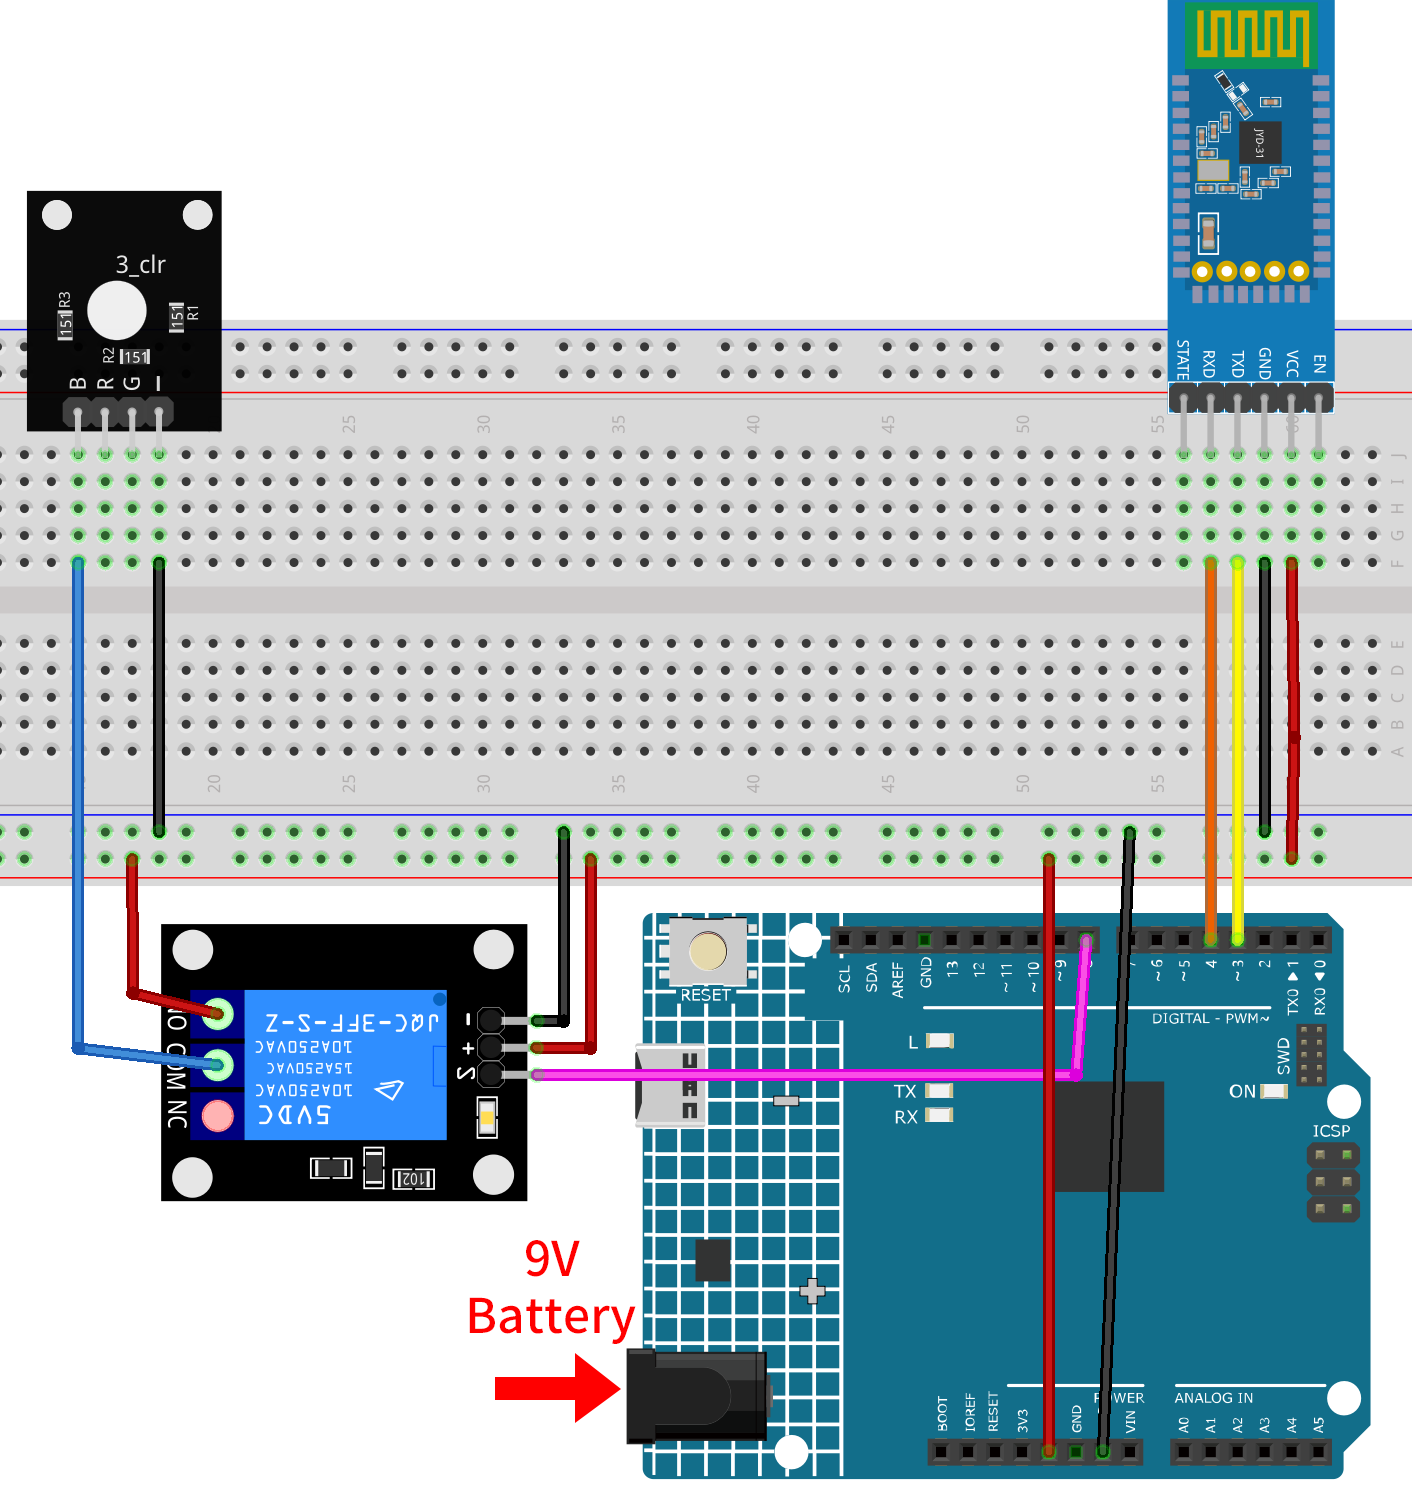 JYD-31
STATE
RXD
TXD
GND
VCC
EN
3_clr
R3
151
151
R1
R2
151
B
R
G
—
25
30
35
40
45
50
55
60
J
I
H
G
F
E
D
C
B
A
20
25
30
35
40
45
50
55
NO
COM
NC
JQC-3FF-S-Z
10A250VAC
15A250VAC
10A250VAC
5VDC
-
+
S
102
RESET
SCL
SDA
AREF
GND
13
12
~11
~10
~9
8
7
~6
~5
4
~3
2
TX0 ▶ 1
RX0 ◀ 0
DIGITAL - PWM~
L
TX
RX
SWD
ON
ICSP
9V
Battery
BOOT
IOREF
RESET
3V3
GND
VIN
POWER
ANALOG IN
A0
A1
A2
A3
A4
A5